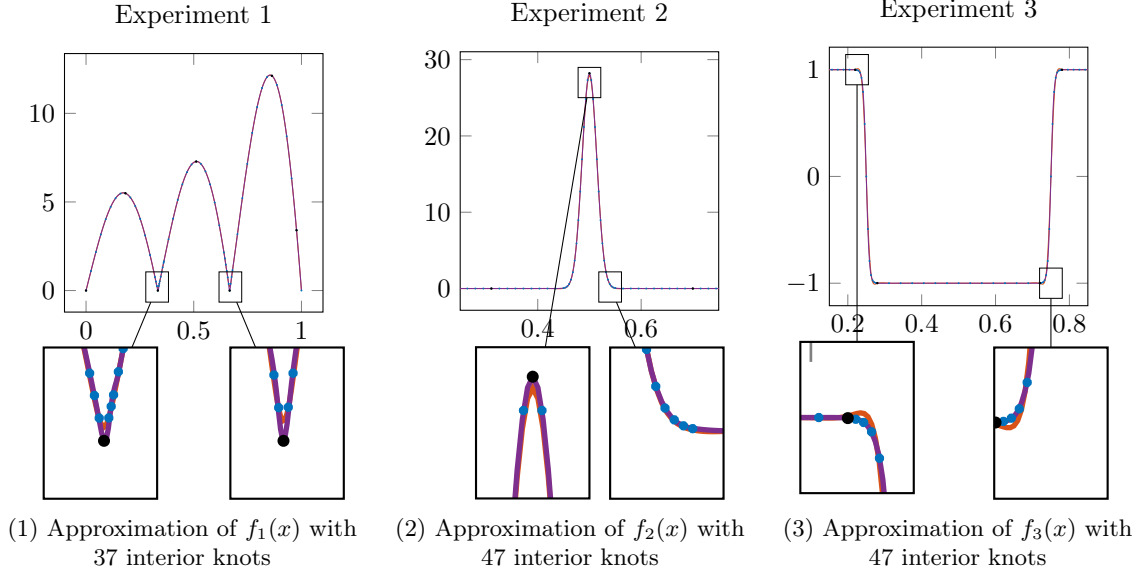 Experiment 1
10
5
0
0
0.5
1
(1) Approximation of f₁(x) with
37 interior knots
Experiment 2
30
20
10
0
0.4
0.6
(2) Approximation of f₂(x) with
47 interior knots
Experiment 3
1
0
−1
0.2
0.4
0.6
0.8
(3) Approximation of f₃(x) with
47 interior knots